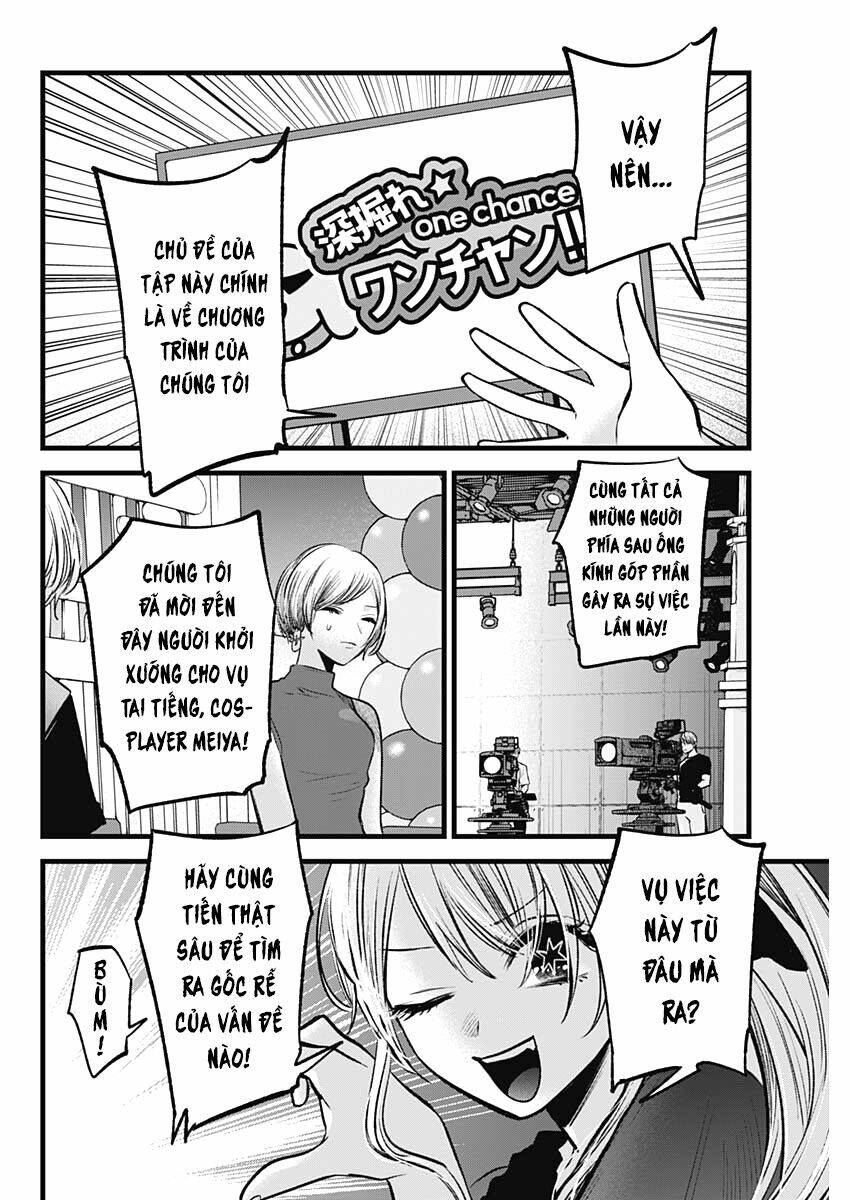 VẬY
NÊN...
深掘れ☆
one chance
ワンチャン!!
CHỦ ĐỀ CỦA
TẬP NÀY CHÍNH
LÀ VỀ CHƯƠNG
TRÌNH CỦA
CHÚNG TÔI
CÙNG TẤT CẢ
NHỮNG NGƯỜI
PHÍA SAU ỐNG
KÍNH GÓP PHẦN
GÂY RA SỰ VIỆC
LẦN NÀY!
CHÚNG TÔI
ĐÃ MỜI ĐẾN
ĐÂY NGƯỜI KHỞI
XƯỚNG CHO VỤ
TAI TIẾNG, COS-
PLAYER MEIYA!
VỤ VIỆC
NÀY TỪ
ĐÂU MÀ
RA?
HÃY CÙNG
TIẾN THẬT
SÂU ĐỂ TÌM
RA GỐC RỄ
CỦA VẤN ĐỀ
NÀO!
BÙM!